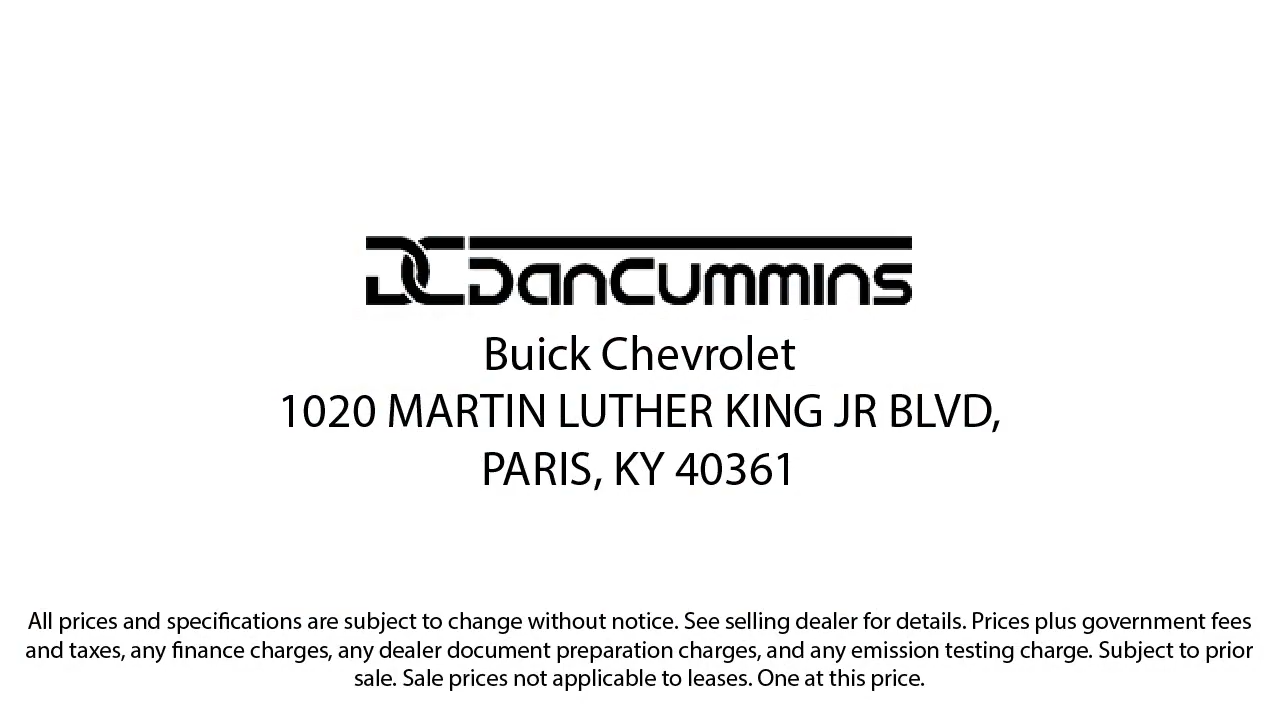 DC DanCummins
Buick Chevrolet
1020 MARTIN LUTHER KING JR BLVD,
PARIS, KY 40361
All prices and specifications are subject to change without notice. See selling dealer for details. Prices plus government fees
and taxes, any finance charges, any dealer document preparation charges, and any emission testing charge. Subject to prior
sale. Sale prices not applicable to leases. One at this price.